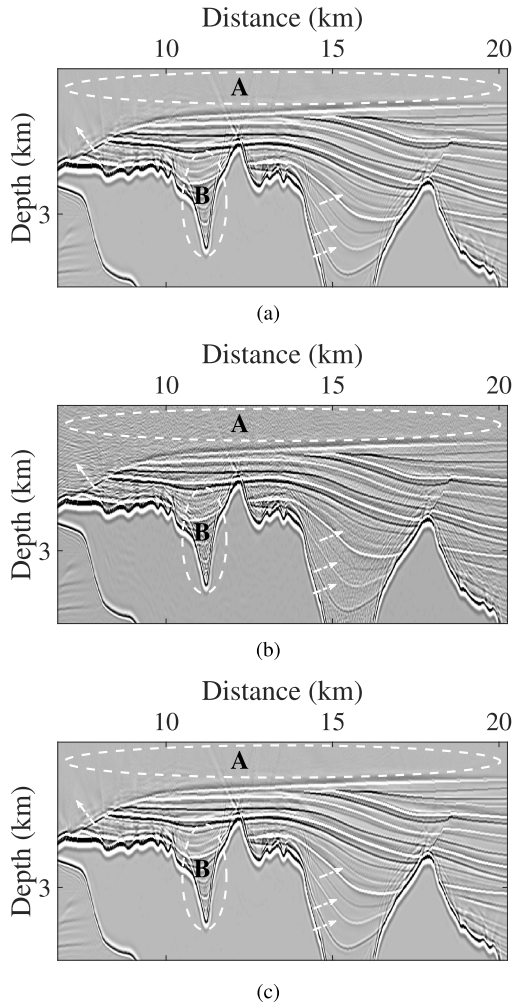 Distance (km)
10 15 20
Depth (km)
3
A
B
(a)
Distance (km)
10 15 20
Depth (km)
3
A
B
(b)
Distance (km)
10 15 20
Depth (km)
3
A
B
(c)